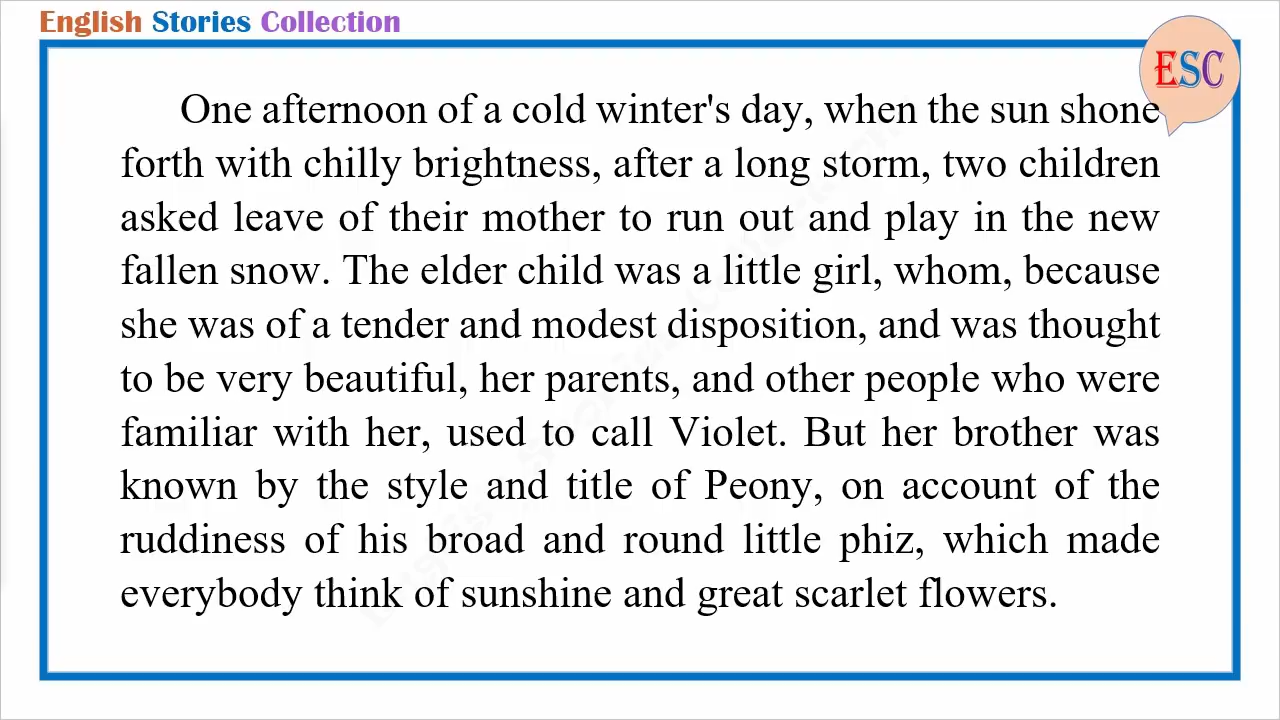 English Stories Collection
ESC
One afternoon of a cold winter's day, when the sun shone
forth with chilly brightness, after a long storm, two children
asked leave of their mother to run out and play in the new
fallen snow. The elder child was a little girl, whom, because
she was of a tender and modest disposition, and was thought
to be very beautiful, her parents, and other people who were
familiar with her, used to call Violet. But her brother was
known by the style and title of Peony, on account of the
ruddiness of his broad and round little phiz, which made
everybody think of sunshine and great scarlet flowers.